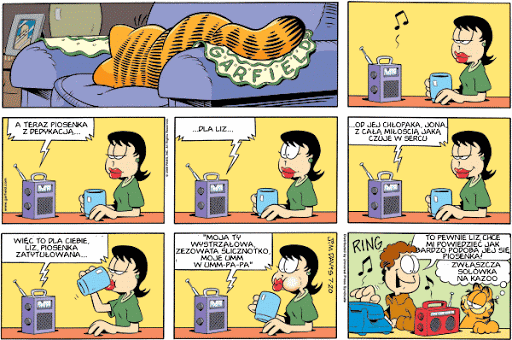 GARFIELD
A TERAZ PIOSENKA
Z DEDYKACJĄ...
...DLA LIZ...
...OD JEJ CHŁOPAKA, JONA,
Z CAŁĄ MIŁOŚCIĄ JAKĄ
CZUJE W SERCU
WIĘC TO DLA CIEBIE,
LIZ, PIOSENKA
ZATYTUŁOWANA...
"MOJA TY
WYSTRZAŁOWA,
ZEZOWATA ŚLICZNOTKO,
MOJE UMM
W UMM-PA-PA"
JIM DAVIS 7-20
RING
TO PEWNIE LIZ CHCE
MI POWIEDZIEĆ JAK
BARDZO PODOBA JEJ SIĘ
PIOSENKA!
ZWŁASZCZA
SOLÓWKA
NA KAZOO